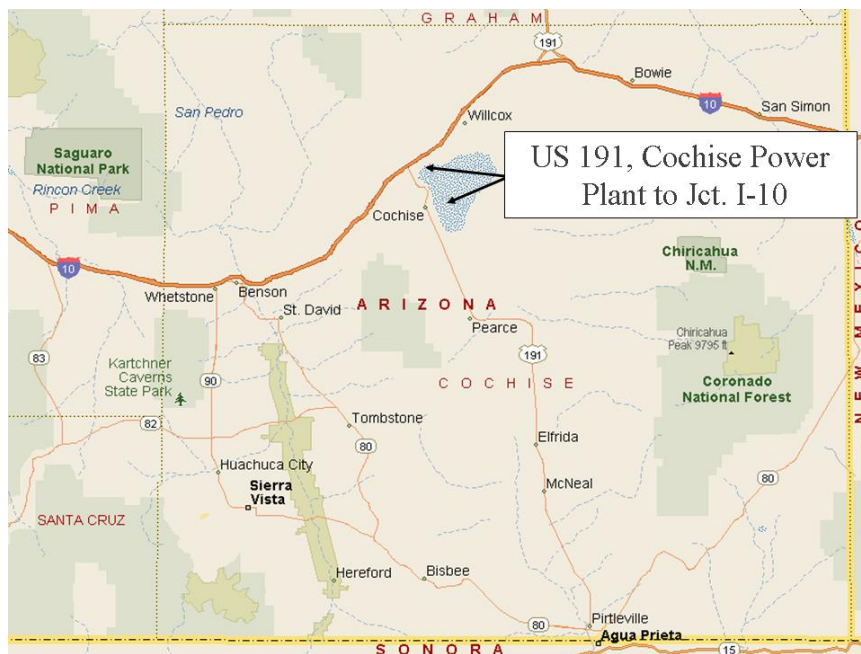 GRAHAM
191
Bowie
10
San Simon
San Pedro
Willcox
Saguaro
National Park
Rincon Creek
PIMA
US 191, Cochise Power
Plant to Jct. I-10
Cochise
10
Chiricahua
N.M.
Whetstone
Benson
St. David
ARIZONA
Pearce
NEW MEXICO
83
Kartchner
Caverns
State Park
90
191
Chiricahua
Peak 9795 ft
COCHISE
Coronado
National Forest
82
Tombstone
80
Elfrida
Huachuca City
Sierra
Vista
McNeal
80
SANTA CRUZ
Hereford
Bisbee
80
Pirtleville
Agua Prieta
SONORA
15